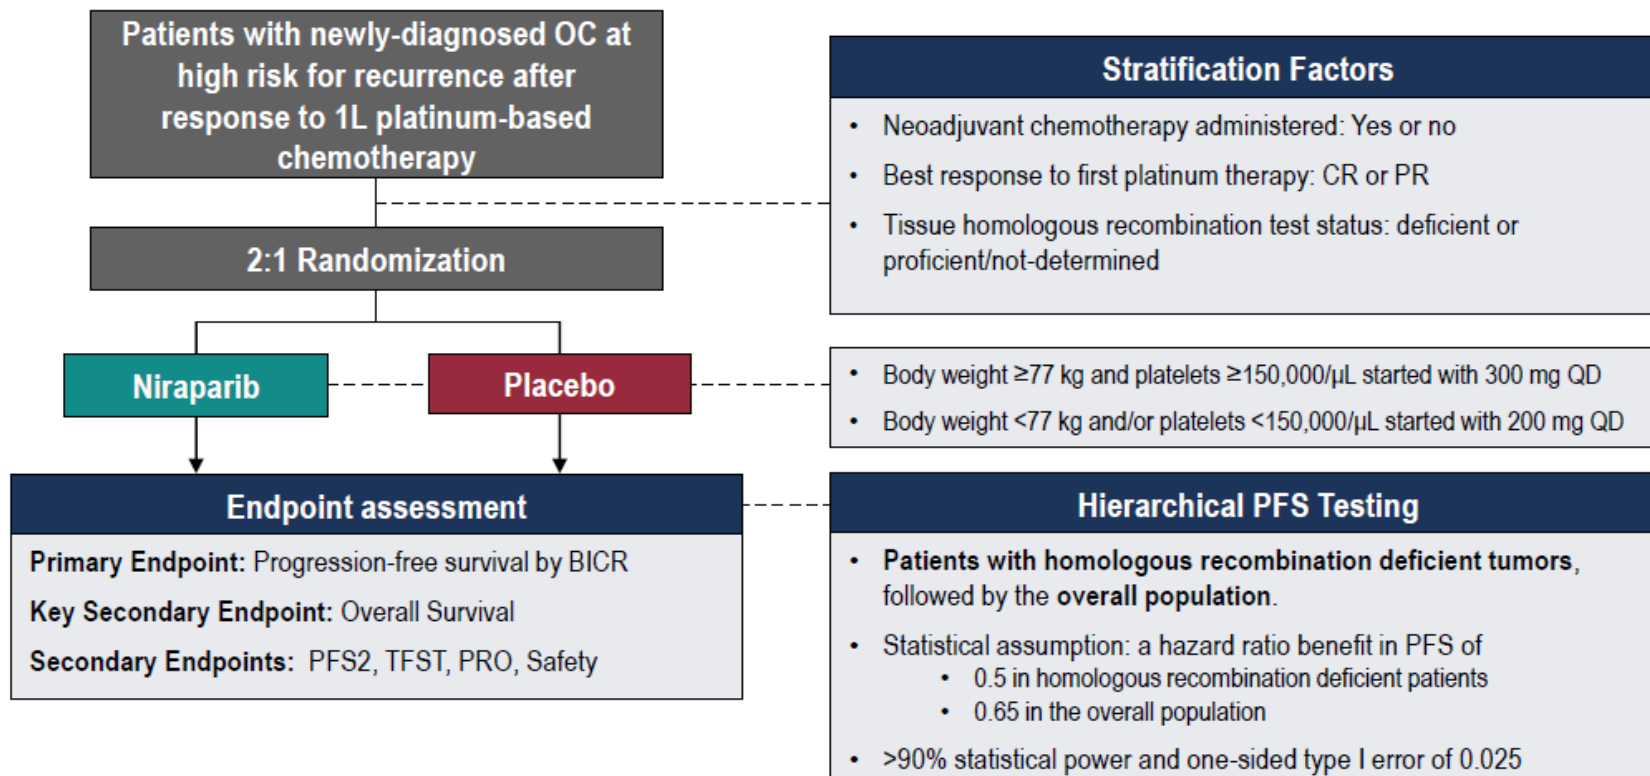 Patients with newly-diagnosed OC at
high risk for recurrence after
response to 1L platinum-based
chemotherapy
2:1 Randomization
Niraparib
Placebo
Endpoint assessment
Primary Endpoint: Progression-free survival by BICR
Key Secondary Endpoint: Overall Survival
Secondary Endpoints: PFS2, TFST, PRO, Safety
Stratification Factors
• Neoadjuvant chemotherapy administered: Yes or no
• Best response to first platinum therapy: CR or PR
• Tissue homologous recombination test status: deficient or
proficient/not-determined
• Body weight ≥77 kg and platelets ≥150,000/μL started with 300 mg QD
• Body weight <77 kg and/or platelets <150,000/μL started with 200 mg QD
Hierarchical PFS Testing
• Patients with homologous recombination deficient tumors,
followed by the overall population.
• Statistical assumption: a hazard ratio benefit in PFS of
• 0.5 in homologous recombination deficient patients
• 0.65 in the overall population
• >90% statistical power and one-sided type I error of 0.025